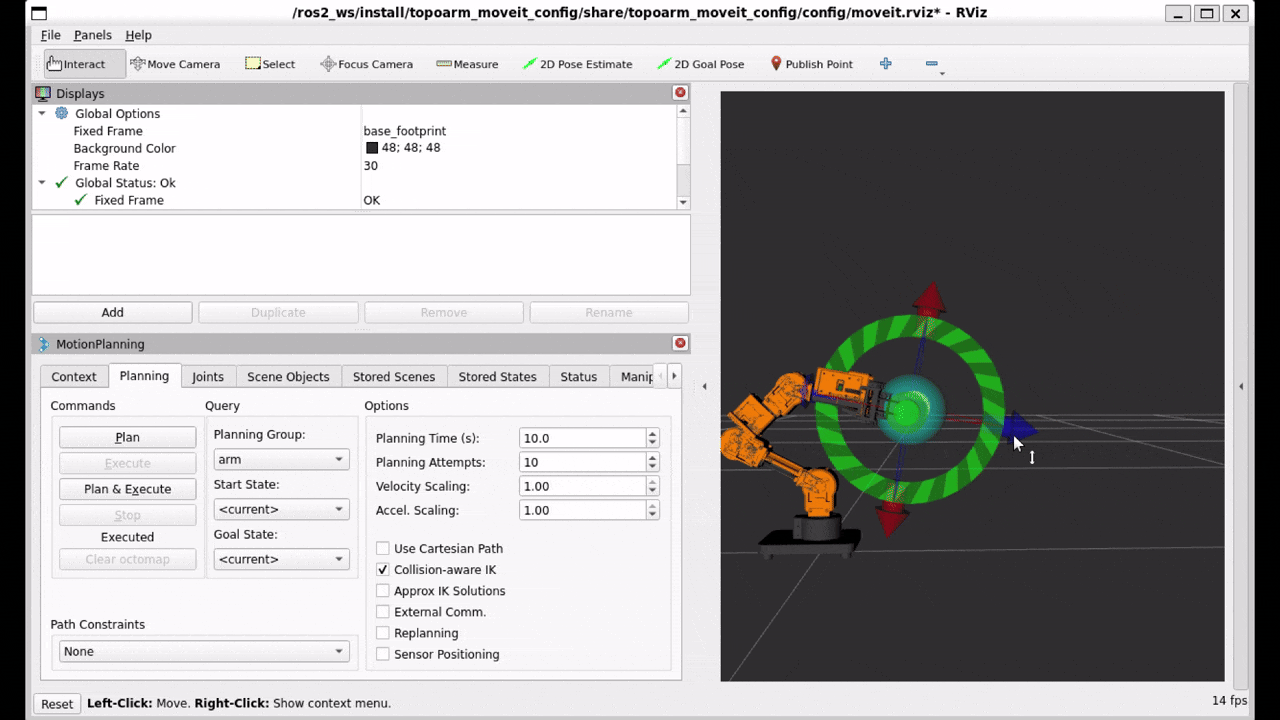 /ros2_ws/install/topoarm_moveit_config/share/topoarm_moveit_config/config/moveit.rviz* - RViz
File Panels Help
Interact Move Camera Select Focus Camera Measure 2D Pose Estimate 2D Goal Pose Publish Point
Displays
Global Options
Fixed Frame base_footprint
Background Color 48; 48; 48
Frame Rate 30
Global Status: Ok
Fixed Frame OK
Add Duplicate Remove Rename
MotionPlanning
Context Planning Joints Scene Objects Stored Scenes Stored States Status Manip
Commands
Plan
Execute
Plan & Execute
Stop
Executed
Clear octomap
Query
Planning Group:
arm
Start State:
<current>
Goal State:
<current>
Options
Planning Time (s): 10.0
Planning Attempts: 10
Velocity Scaling: 1.00
Accel. Scaling: 1.00
Use Cartesian Path
Collision-aware IK
Approx IK Solutions
External Comm.
Replanning
Sensor Positioning
Path Constraints
None
Reset Left-Click: Move. Right-Click: Show context menu. 14 fps